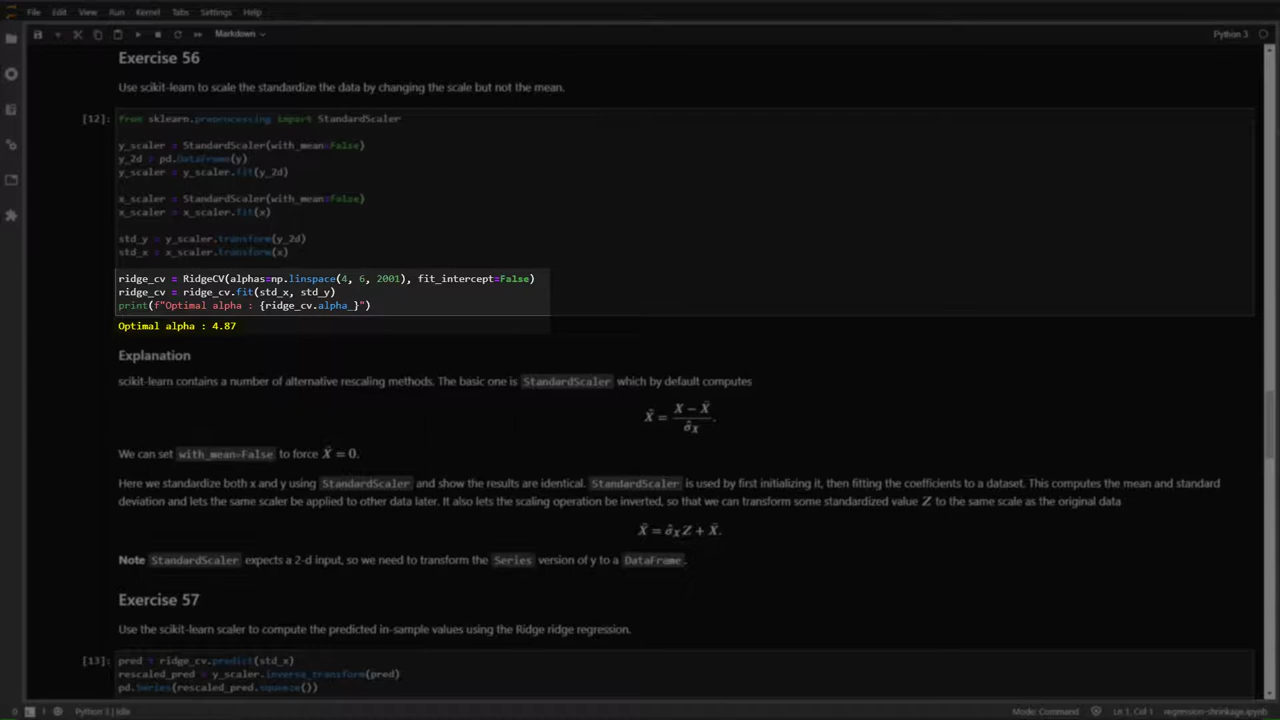 File Edit View Run Kernel Tabs Settings Help
Markdown
Python 3
Exercise 56
Use scikit-learn to scale the standardize the data by changing the scale but not the mean.
[12]:
from sklearn.preprocessing import StandardScaler
y_scaler = StandardScaler(with_mean=False)
y_2d = pd.DataFrame(y)
y_scaler = y_scaler.fit(y_2d)
x_scaler = StandardScaler(with_mean=False)
x_scaler = x_scaler.fit(x)
std_y = y_scaler.transform(y_2d)
std_x = x_scaler.transform(x)
ridge_cv = RidgeCV(alphas=np.linspace(4, 6, 2001), fit_intercept=False)
ridge_cv = ridge_cv.fit(std_x, std_y)
print(f"Optimal alpha : {ridge_cv.alpha_}")
Optimal alpha : 4.87
Explanation
scikit-learn contains a number of alternative rescaling methods. The basic one is StandardScaler which by default computes
X̃ = (X − X̄) / σ̂_X.
We can set with_mean=False to force X̄ = 0.
Here we standardize both x and y using StandardScaler and show the results are identical. StandardScaler is used by first initializing it, then fitting the coefficients to a dataset. This computes the mean and standard
deviation and lets the same scaler be applied to other data later. It also lets the scaling operation be inverted, so that we can transform some standardized value Z to the same scale as the original data
X̃ = σ̂_X Z + X̄.
Note StandardScaler expects a 2-d input, so we need to transform the Series version of y to a DataFrame.
Exercise 57
Use the scikit-learn scaler to compute the predicted in-sample values using the Ridge ridge regression.
[13]:
pred = ridge_cv.predict(std_x)
rescaled_pred = y_scaler.inverse_transform(pred)
pd.Series(rescaled_pred.squeeze())
0
Python 3 | Idle
Mode: Command
Ln 1, Col 1
regression-shrinkage.ipynb